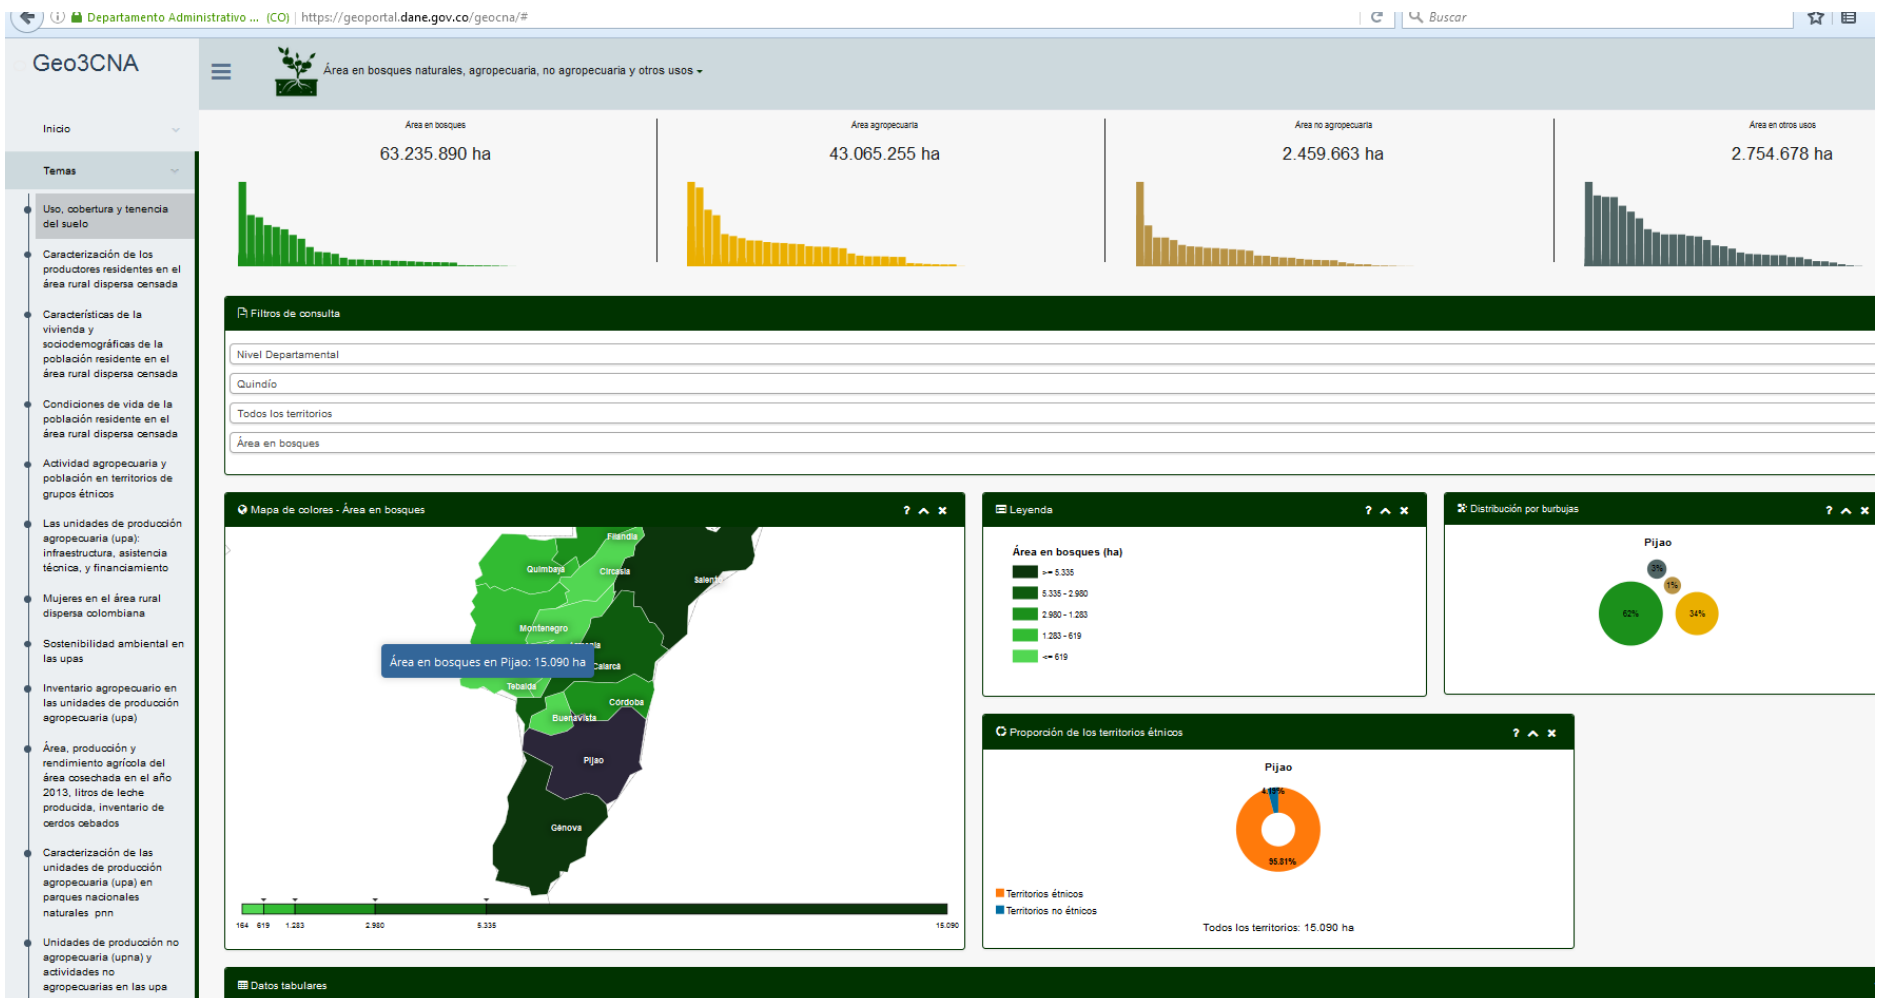 Departamento Administrativo ... (CO) https://geoportal.dane.gov.co/geocna/#
Buscar
Geo3CNA
Área en bosques naturales, agropecuaria, no agropecuaria y otros usos
Inicio
Temas
Uso, cobertura y tenencia
del suelo
Caracterización de los
productores residentes en el
área rural dispersa censada
Características de la
vivienda y
sociodemográficas de la
población residente en el
área rural dispersa censada
Condiciones de vida de la
población residente en el
área rural dispersa censada
Actividad agropecuaria y
población en territorios de
grupos étnicos
Las unidades de producción
agropecuaria (upa):
infraestructura, asistencia
técnica, y financiamiento
Mujeres en el área rural
dispersa colombiana
Sostenibilidad ambiental en
las upas
Inventario agropecuario en
las unidades de producción
agropecuaria (upa)
Área, producción y
rendimiento agrícola del
área cosechada en el año
2013, litros de leche
producida, inventario de
cerdos cebados
Caracterización de las
unidades de producción
agropecuaria (upa) en
parques nacionales
naturales pnn
Unidades de producción no
agropecuaria (upna) y
actividades no
agropecuarias en las upa
Área en bosques
63.235.890 ha
Área agropecuaria
43.065.255 ha
Área no agropecuaria
2.459.663 ha
Área en otros usos
2.754.678 ha
Filtros de consulta
Nivel Departamental
Quindío
Todos los territorios
Área en bosques
Mapa de colores - Área en bosques
? 
Filandia
Quimbaya
Circasia
Salento
Montenegro
Área en bosques en Pijao: 15.090 ha
Calarcá
Tebaida
Córdoba
Buenavista
Pijao
Génova
164 619 1.283 2.980 5.335 15.090
Leyenda
?
Área en bosques (ha)
>= 5.335
5.335 - 2.980
2.980 - 1.283
1.283 - 619
<= 619
Distribución por burbujas
?
Pijao
3%
1%
62%
34%
Proporción de los territorios étnicos
?
Pijao
4.19%
95.81%
Territorios étnicos
Territorios no étnicos
Todos los territorios: 15.090 ha
Datos tabulares